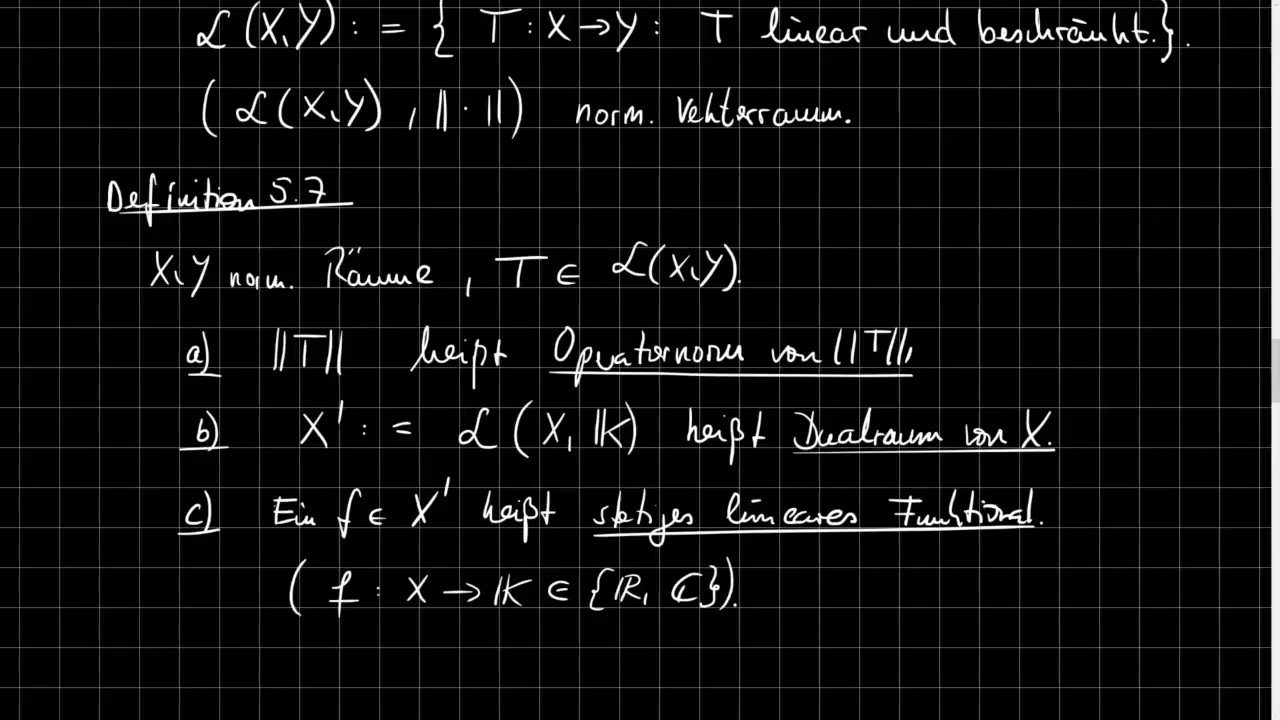 ℒ(X,Y) := { T : X → Y : T linear und beschränkt.}.
(ℒ(X,Y), ‖·‖) norm. Vektorraum.
Definition 5.7
X, Y norm. Räume, T ∈ ℒ(X,Y).
a) ‖T‖ heißt Operatornorm von ‖T‖,
b) X' := ℒ(X, 𝕂) heißt Dualraum von X.
c) Ein f ∈ X' heißt stetiges lineares Funktional.
(f : X → 𝕂 ∈ {ℝ, ℂ}).